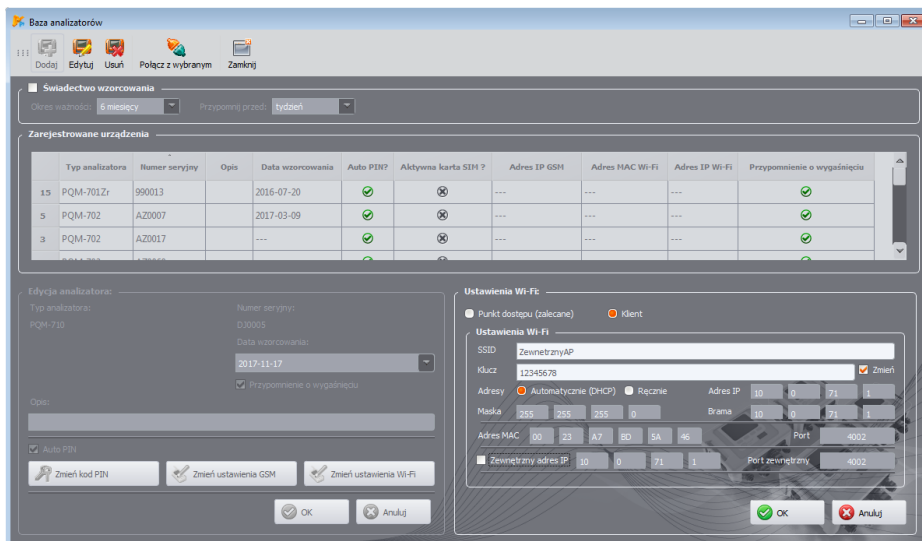 Baza analizatorów
Dodaj Edytuj Usuń Połącz z wybranym Zamknij
Świadectwo wzorcowania
Okres ważności: 6 miesięcy Przypomnij przed: tydzień
Zarejestrowane urządzenia
Typ analizatora Numer seryjny Opis Data wzorcowania Auto PIN? Aktywna karta SIM ? Adres IP GSM Adres MAC Wi-Fi Adres IP Wi-Fi Przypomnienie o wygaśnięciu
15 PQM-701Zr 990013 2016-07-20 --- --- ---
5 PQM-702 AZ0007 2017-03-09 --- --- ---
3 PQM-702 AZ0017 --- --- --- ---
Edycja analizatora:
Typ analizatora: Numer seryjny:
PQM-710 DJ0005
Data wzorcowania:
2017-11-17
Przypomnienie o wygaśnięciu
Opis:
Auto PIN
Zmień kod PIN Zmień ustawienia GSM Zmień ustawienia Wi-Fi
OK Anuluj
Ustawienia Wi-Fi:
Punkt dostępu (zalecane) Klient
Ustawienia Wi-Fi
SSID ZewnetrznyAP
Klucz 12345678 Zmień
Adresy Automatycznie (DHCP) Ręcznie Adres IP 10 0 71 1
Maska 255 255 255 0 Brama 10 0 71 1
Adres MAC 00 23 A7 BD 5A 46 Port 4002
Zewnętrzny adres IP 10 0 71 1 Port zewnętrzny 4002
OK Anuluj